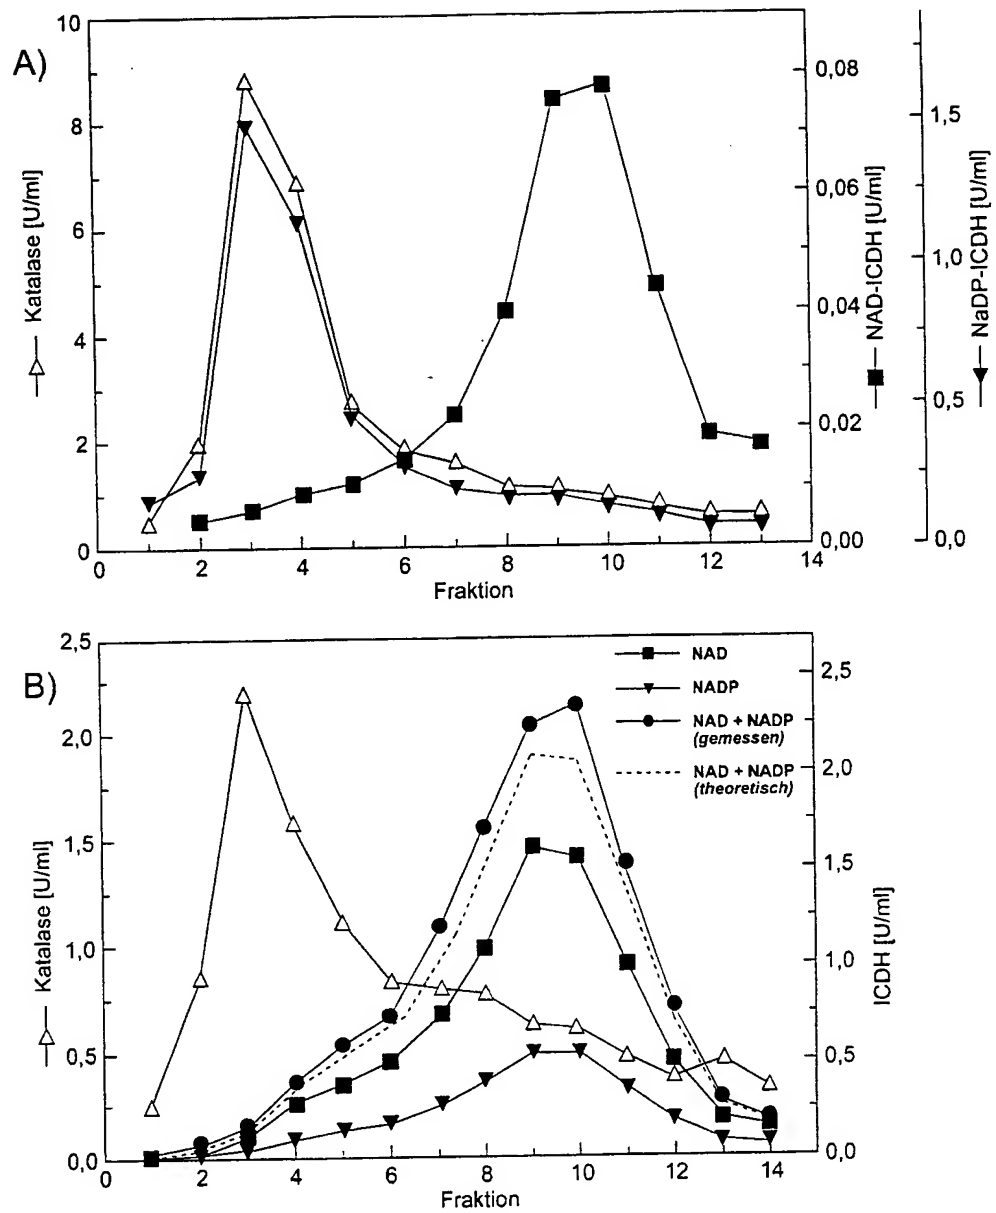 A)
10
8
6
4
2
0
Katalase [U/ml]
0,08
0,06
0,04
0,02
0,00
NAD-ICDH [U/ml]
1,5
1,0
0,5
0,0
NaDP-ICDH [U/ml]
0 2 4 6 8 10 12 14
Fraktion
B)
2,5
2,0
1,5
1,0
0,5
0,0
Katalase [U/ml]
NAD
NADP
NAD + NADP
(gemessen)
NAD + NADP
(theoretisch)
2,5
2,0
1,5
1,0
0,5
0,0
ICDH [U/ml]
0 2 4 6 8 10 12 14
Fraktion